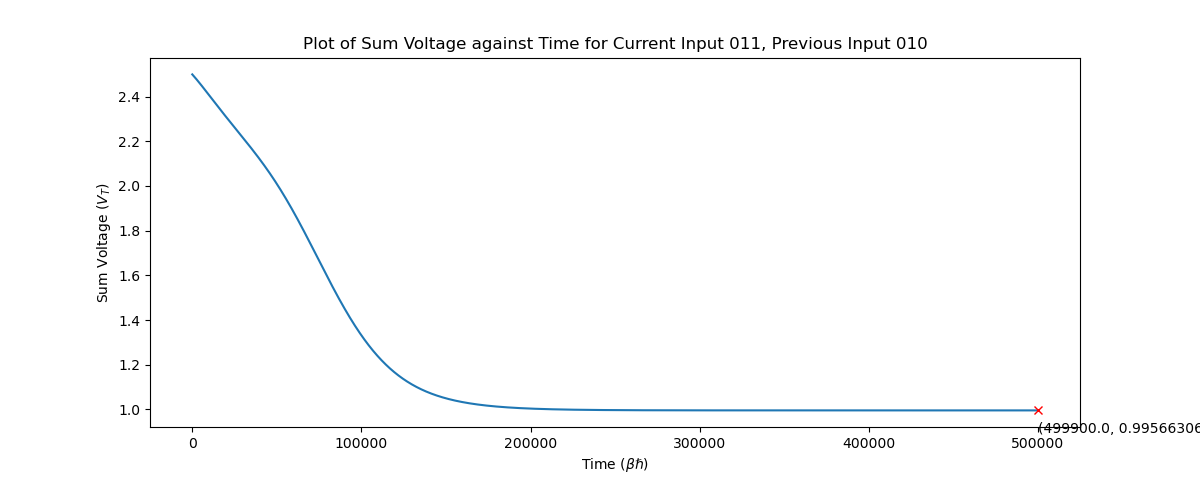 Plot of Sum Voltage against Time for Current Input 011, Previous Input 010
Sum Voltage (V_T)
2.4
2.2
2.0
1.8
1.6
1.4
1.2
1.0
0 100000 200000 300000 400000 500000
(499900.0, 0.99566306
Time (βℏ)